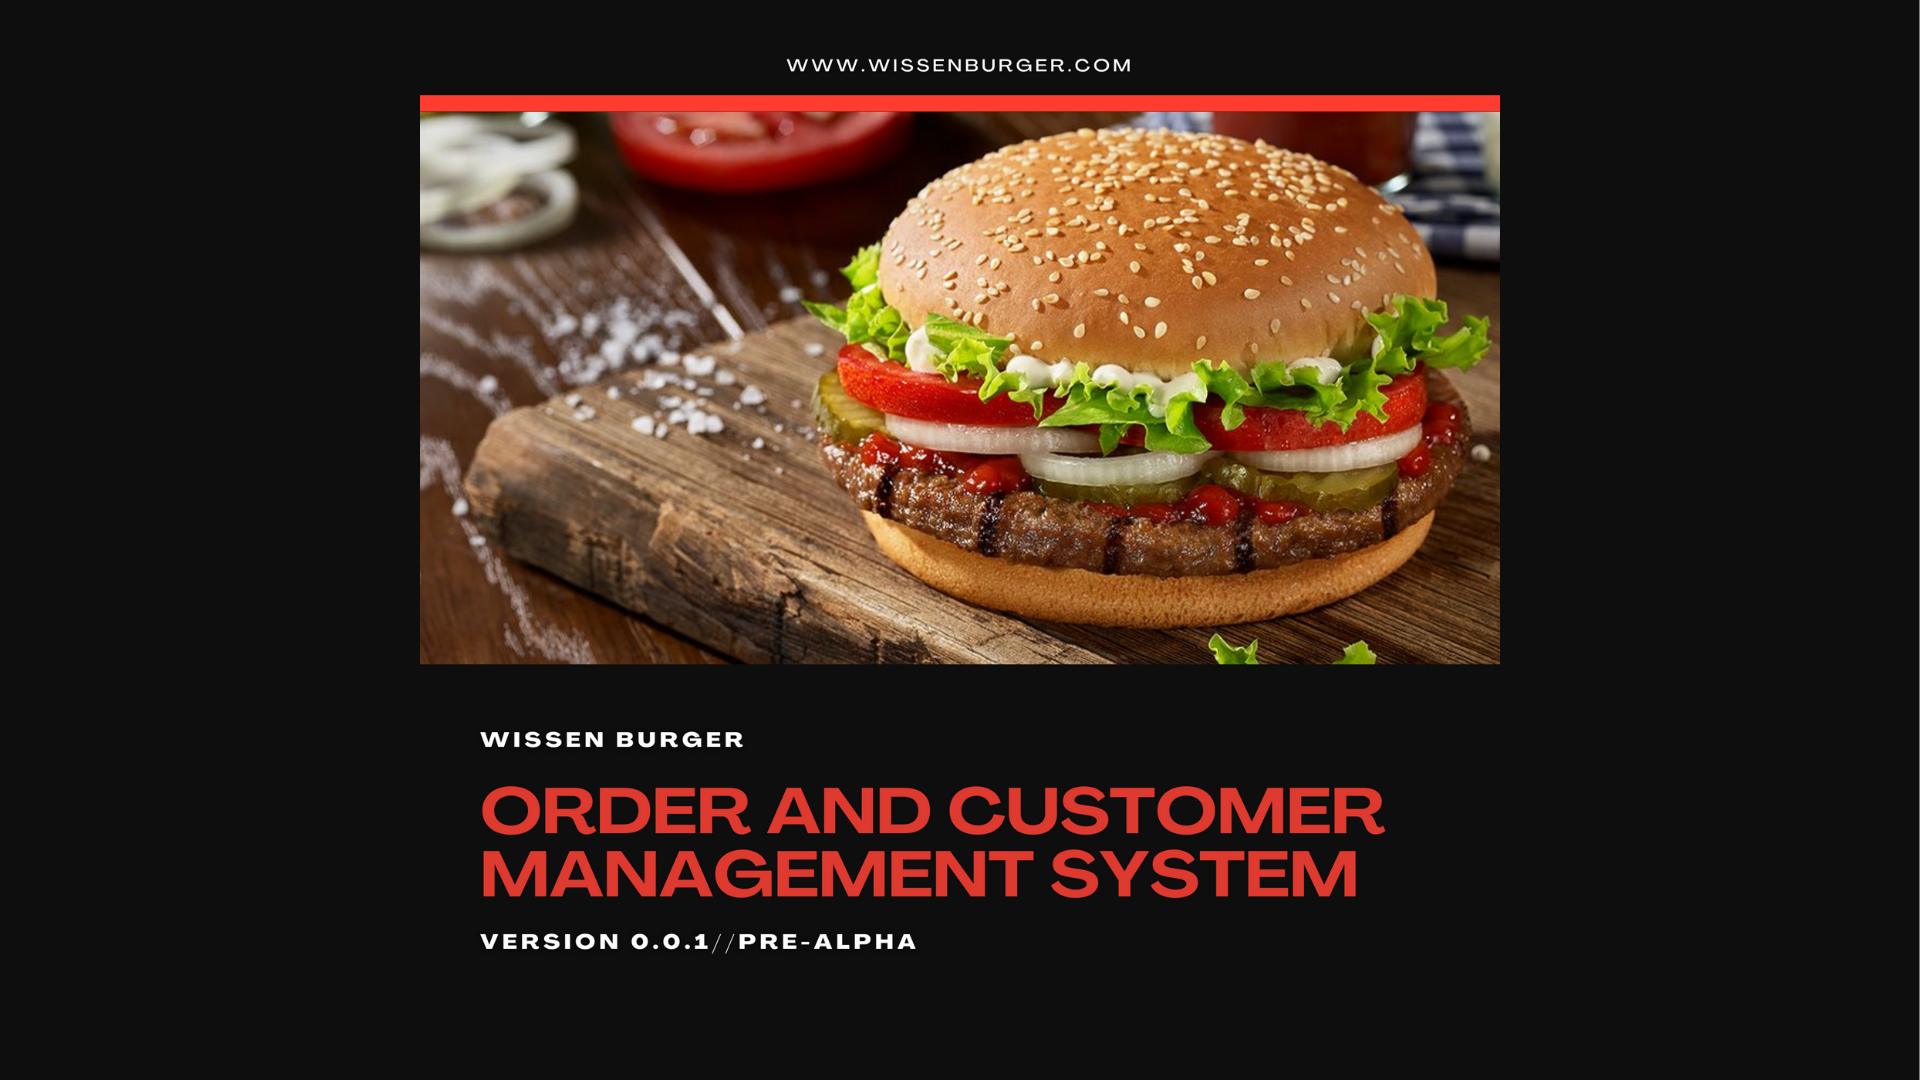 WWW.WISSENBURGER.COM
WISSEN BURGER
ORDER AND CUSTOMER
MANAGEMENT SYSTEM
VERSION 0.0.1//PRE-ALPHA